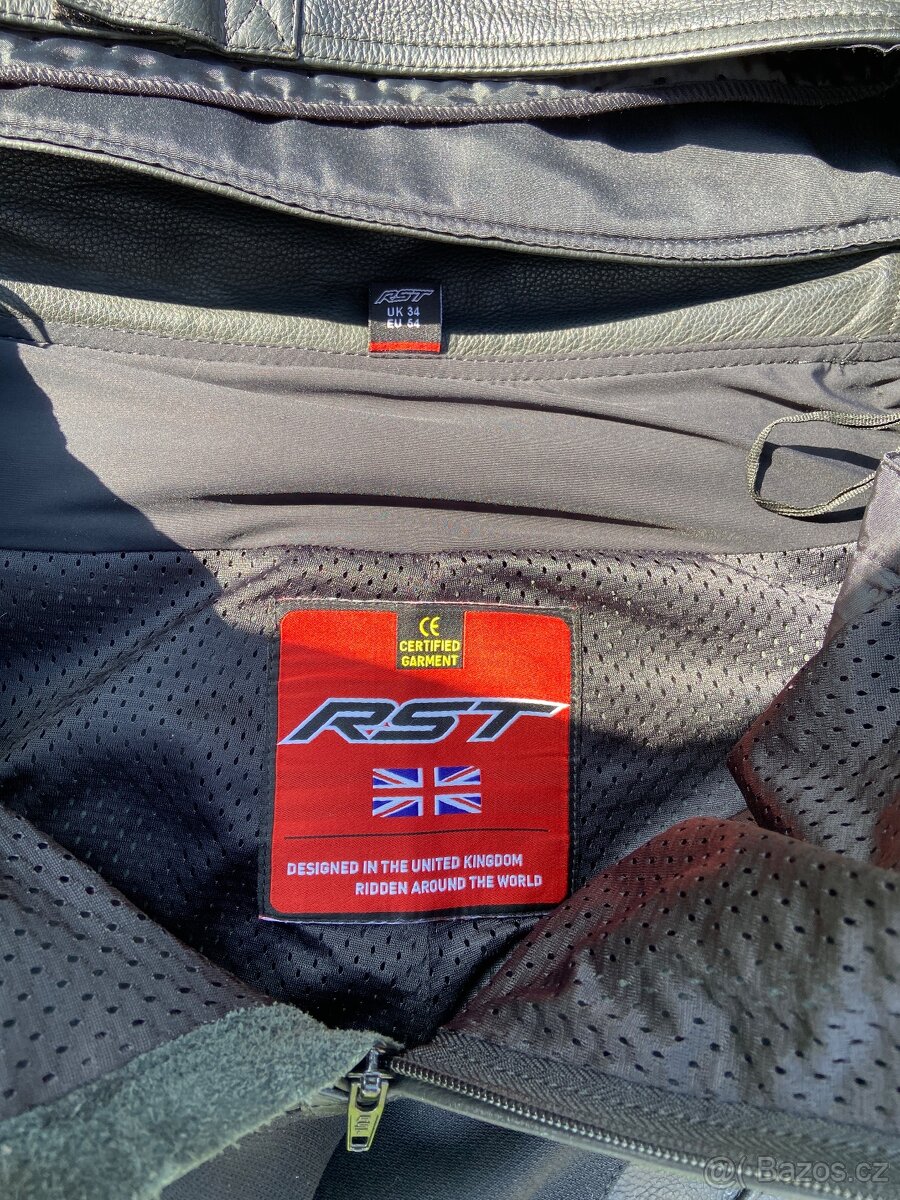 RST
UK 34
EU 54
CE
CERTIFIED
GARMENT
RST
DESIGNED IN THE UNITED KINGDOM
RIDDEN AROUND THE WORLD
@ Bazos.cz